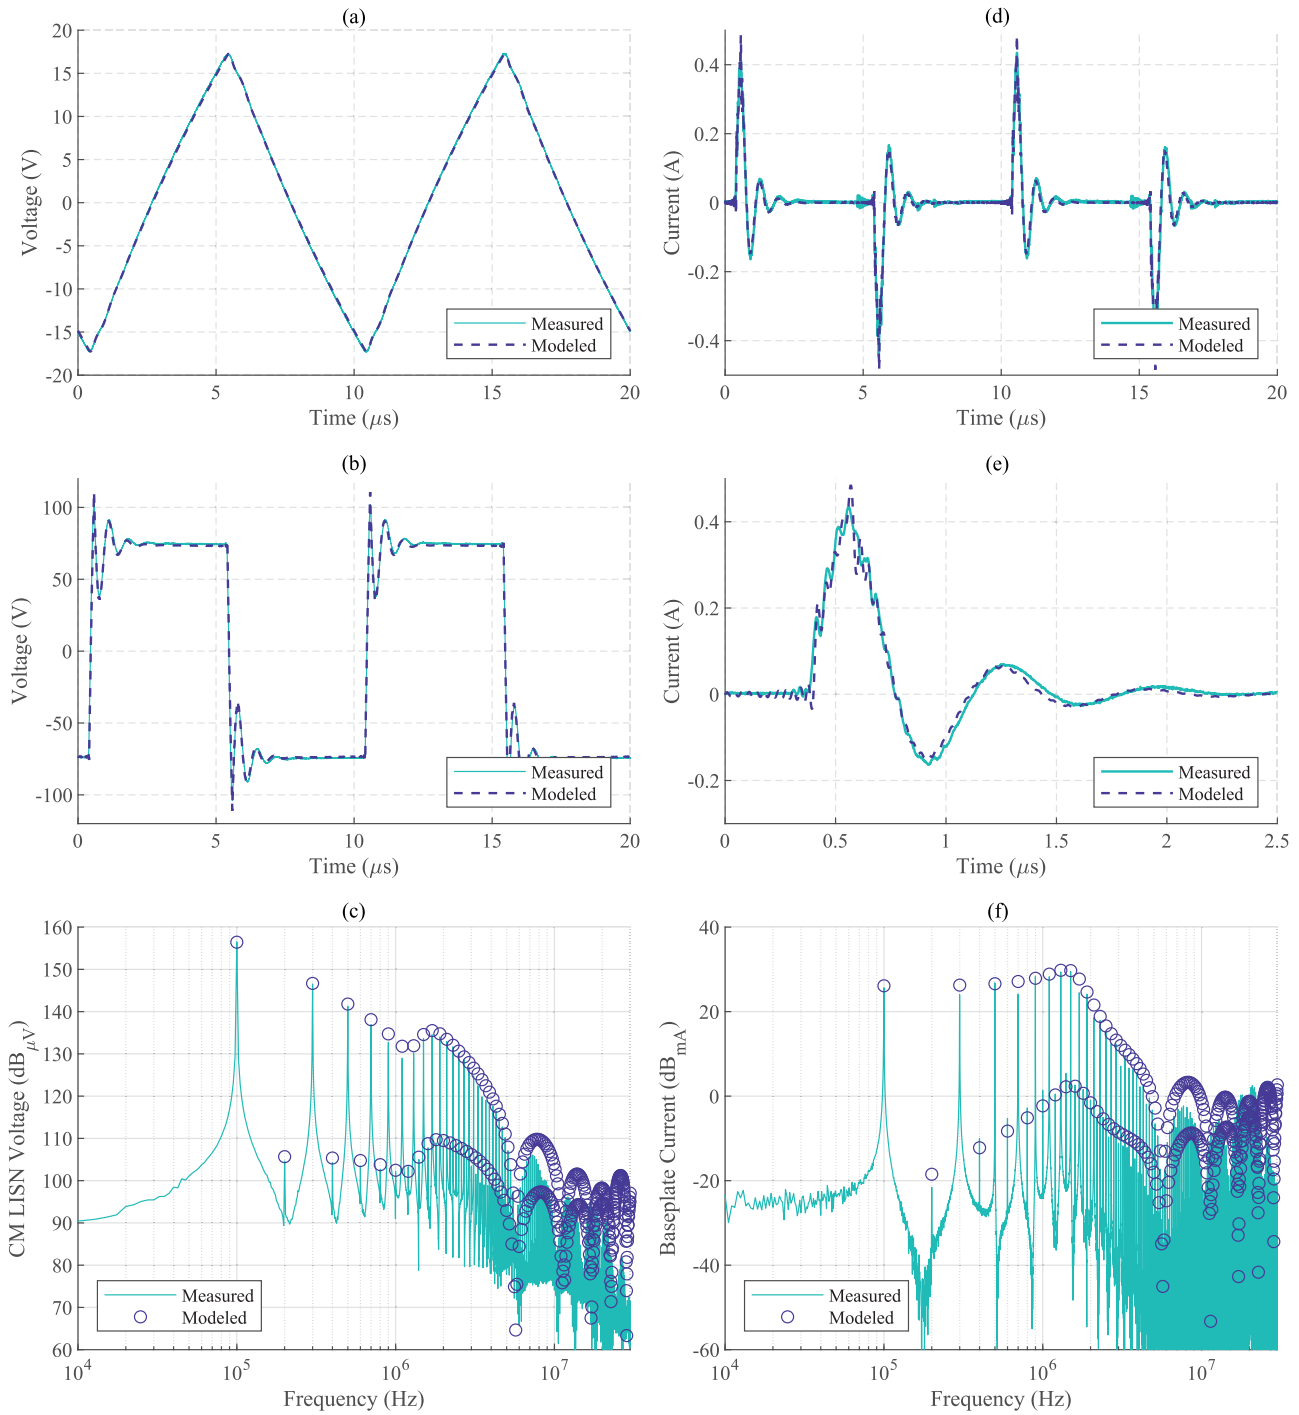 (a)
20
15
10
5
0
-5
-10
-15
-20
Voltage (V)
0 5 10 15 20
Time (μs)
Measured
Modeled
(d)
0.4
0.2
0
-0.2
-0.4
Current (A)
0 5 10 15 20
Time (μs)
Measured
Modeled
(b)
100
50
0
-50
-100
Voltage (V)
0 5 10 15 20
Time (μs)
Measured
Modeled
(e)
0.4
0.2
0
-0.2
Current (A)
0 0.5 1 1.5 2 2.5
Time (μs)
Measured
Modeled
(c)
160
150
140
130
120
110
100
90
80
70
60
CM LISN Voltage (dB_μV)
10^4 10^5 10^6 10^7
Frequency (Hz)
Measured
Modeled
(f)
40
20
0
-20
-40
-60
Baseplate Current (dB_mA)
10^4 10^5 10^6 10^7
Frequency (Hz)
Measured
Modeled